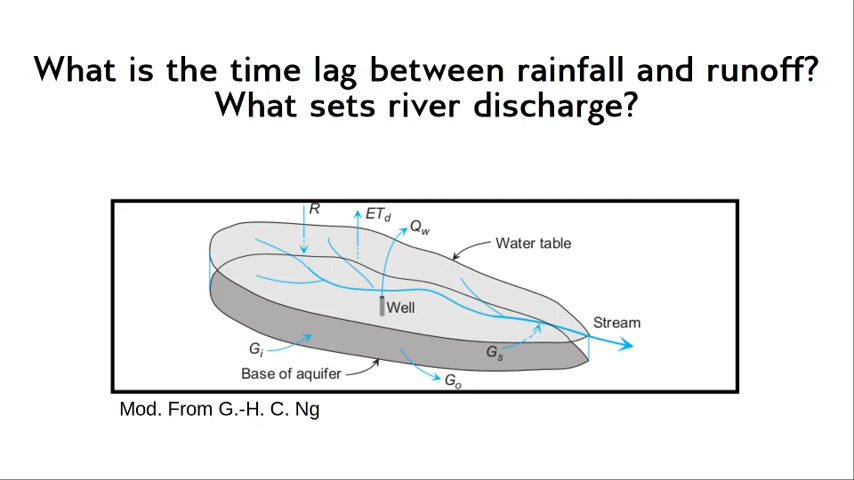 What is the time lag between rainfall and runoff?
What sets river discharge?
R
ETd
Qw
Water table
Well
Stream
Gi
Gs
Base of aquifer
Go
Mod. From G.-H. C. Ng